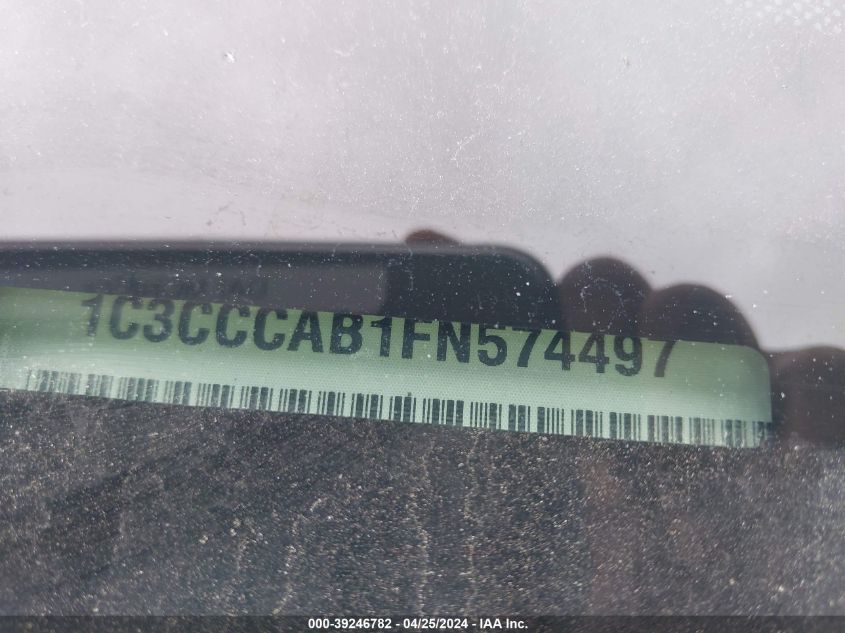 1C3CCCAB1FN574497
000-39246782 - 04/25/2024 - IAA Inc.